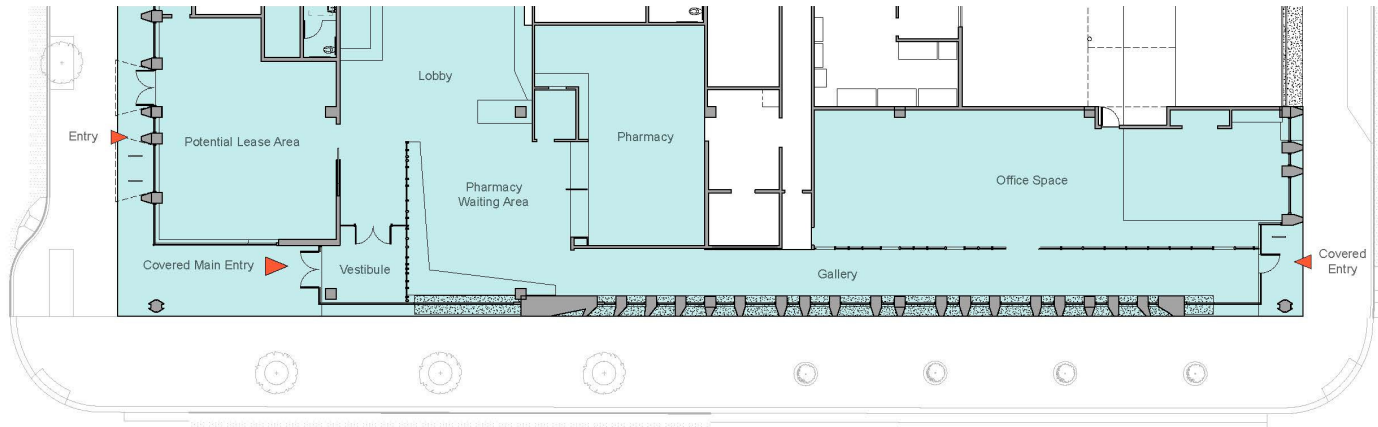 Lobby
Entry
Potential Lease Area
Pharmacy
Office Space
Pharmacy
Waiting Area
Covered Main Entry
Vestibule
Gallery
Covered
Entry